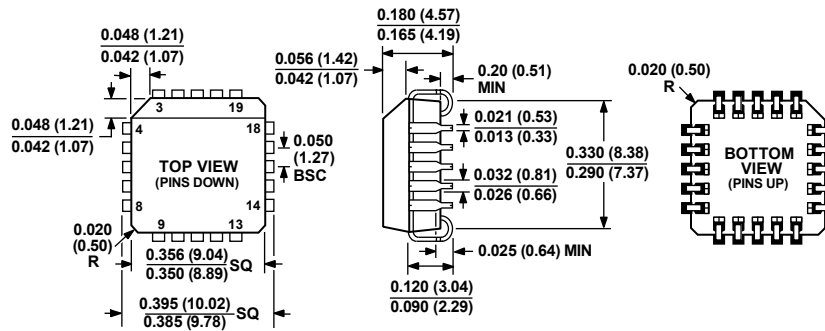 0.048 (1.21)
0.042 (1.07)
0.048 (1.21)
0.042 (1.07)
3
19
4
18
TOP VIEW
(PINS DOWN)
8
14
9
13
0.050
(1.27)
BSC
0.020
(0.50)
R
0.356 (9.04)
0.350 (8.89)
SQ
0.395 (10.02)
0.385 (9.78)
SQ
0.180 (4.57)
0.165 (4.19)
0.056 (1.42)
0.042 (1.07)
0.20 (0.51)
MIN
0.021 (0.53)
0.013 (0.33)
0.032 (0.81)
0.026 (0.66)
0.330 (8.38)
0.290 (7.37)
0.025 (0.64) MIN
0.120 (3.04)
0.090 (2.29)
0.020 (0.50)
R
BOTTOM
VIEW
(PINS UP)